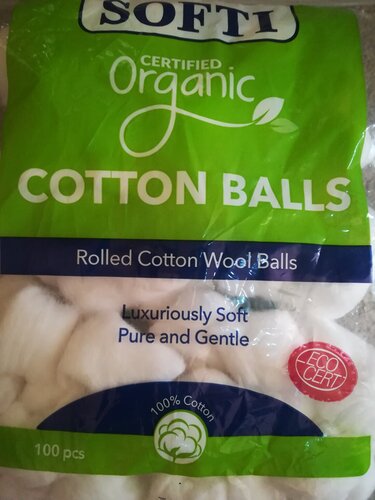 SOFTI
CERTIFIED
Organic
COTTON BALLS
Rolled Cotton Wool Balls
Luxuriously Soft
Pure and Gentle
ECO
CERT
100% Cotton
100 pcs